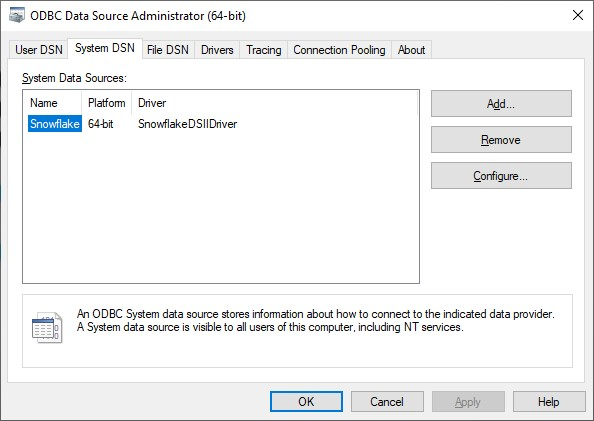 ODBC Data Source Administrator (64-bit)
User DSN System DSN File DSN Drivers Tracing Connection Pooling About
System Data Sources:
Name Platform Driver
Snowflake 64-bit SnowflakeDSIIDriver
Add...
Remove
Configure...
An ODBC System data source stores information about how to connect to the indicated data provider.
A System data source is visible to all users of this computer, including NT services.
OK Cancel Apply Help